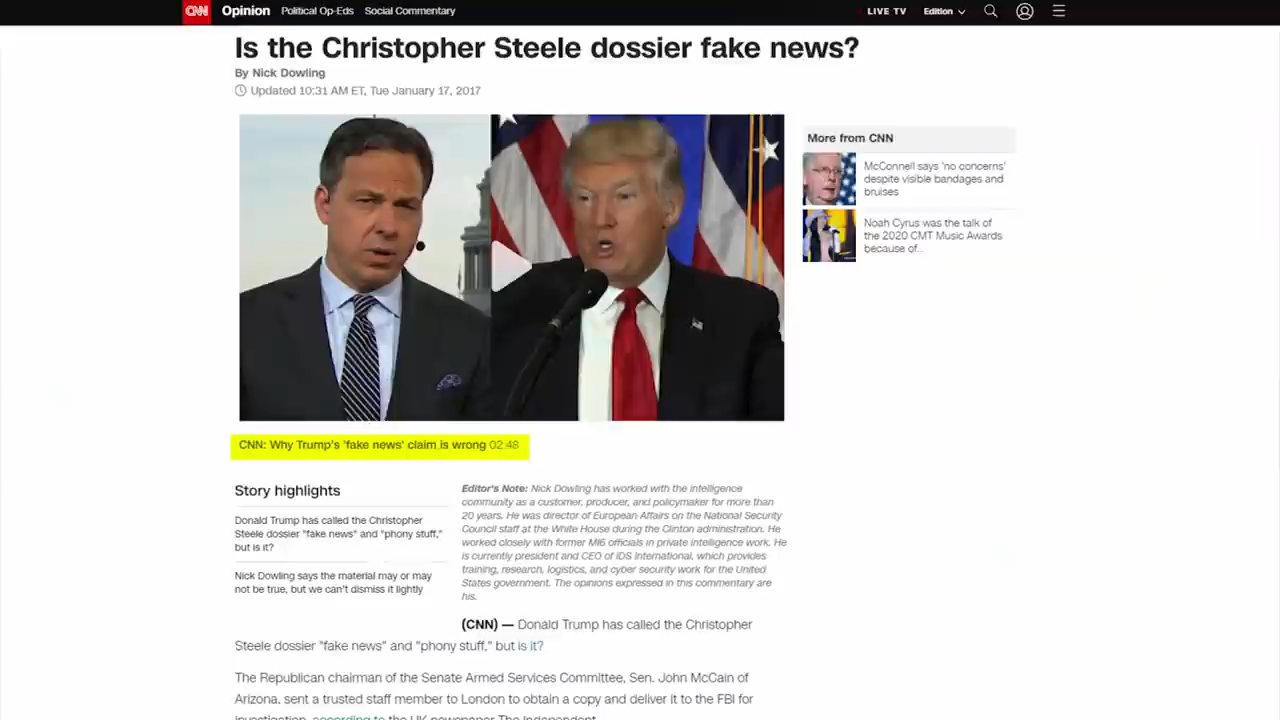 CNN Opinion Political Op-Eds Social Commentary LIVE TV Edition
Is the Christopher Steele dossier fake news?
By Nick Dowling
Updated 10:31 AM ET, Tue January 17, 2017
More from CNN
McConnell says 'no concerns'
despite visible bandages and
bruises
Noah Cyrus was the talk of
the 2020 CMT Music Awards
because of...
CNN: Why Trump's 'fake news' claim is wrong 02:48
Story highlights
Donald Trump has called the Christopher
Steele dossier "fake news" and "phony stuff,"
but is it?
Nick Dowling says the material may or may
not be true, but we can't dismiss it lightly
Editor's Note: Nick Dowling has worked with the intelligence
community as a customer, producer, and policymaker for more than
20 years. He was director of European Affairs on the National Security
Council staff at the White House during the Clinton administration. He
worked closely with former MI6 officials in private intelligence work. He
is currently president and CEO of IDS International, which provides
training, research, logistics, and cyber security work for the United
States government. The opinions expressed in this commentary are
his.
(CNN) — Donald Trump has called the Christopher
Steele dossier "fake news" and "phony stuff," but is it?
The Republican chairman of the Senate Armed Services Committee, Sen. John McCain of
Arizona, sent a trusted staff member to London to obtain a copy and deliver it to the FBI for
investigation, according to the UK newspaper The Independent.